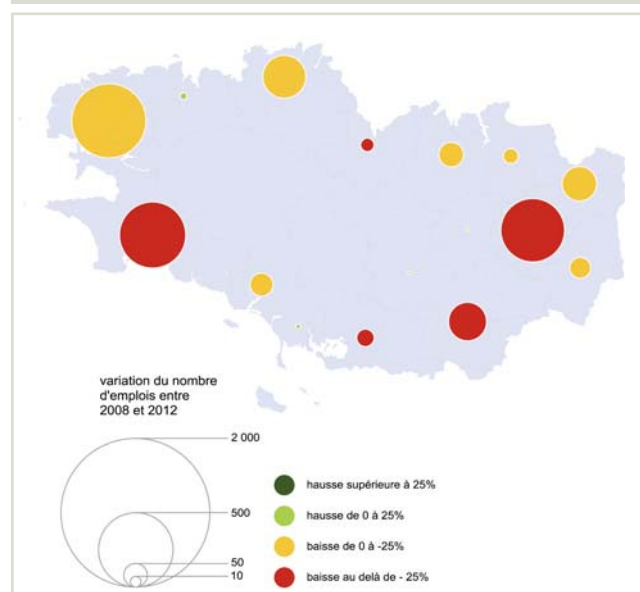 variation du nombre
d'emplois entre
2008 et 2012
2 000
500
50
10
hausse supérieure à 25%
hausse de 0 à 25%
baisse de 0 à -25%
baisse au delà de - 25%